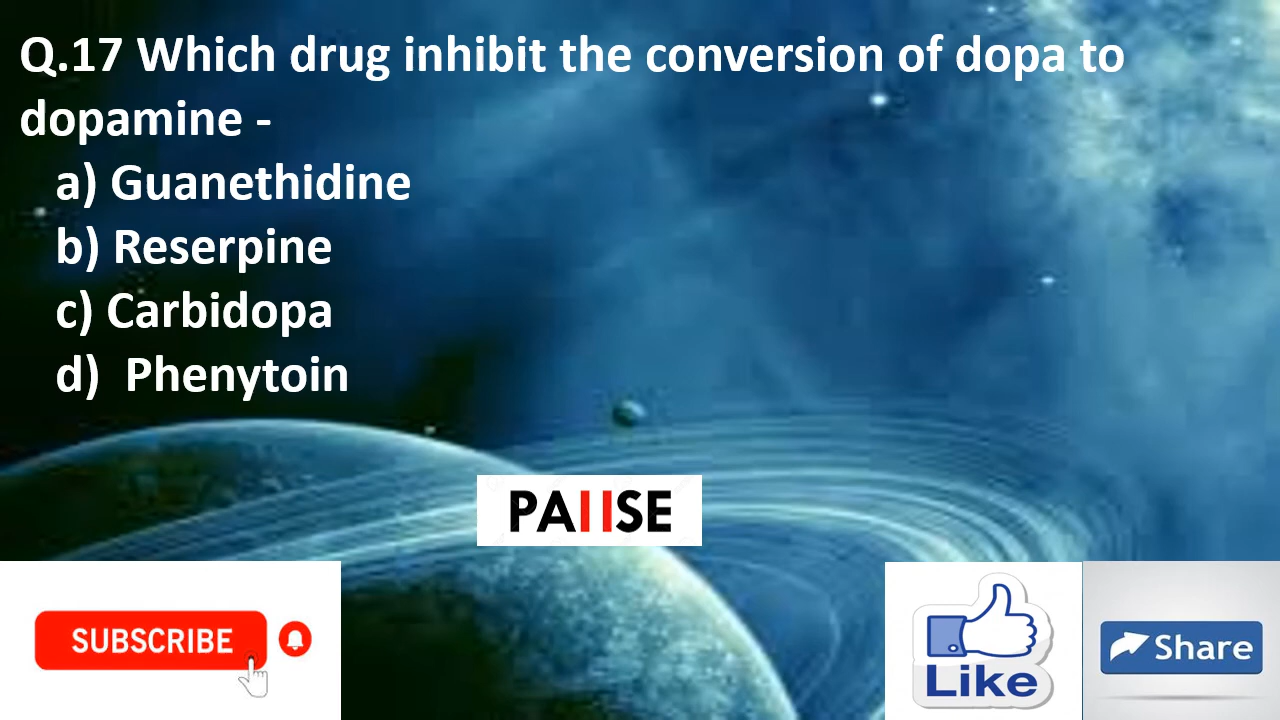 Q.17 Which drug inhibit the conversion of dopa to
dopamine -
a) Guanethidine
b) Reserpine
c) Carbidopa
d) Phenytoin
PAIISE
SUBSCRIBE
Like
Share